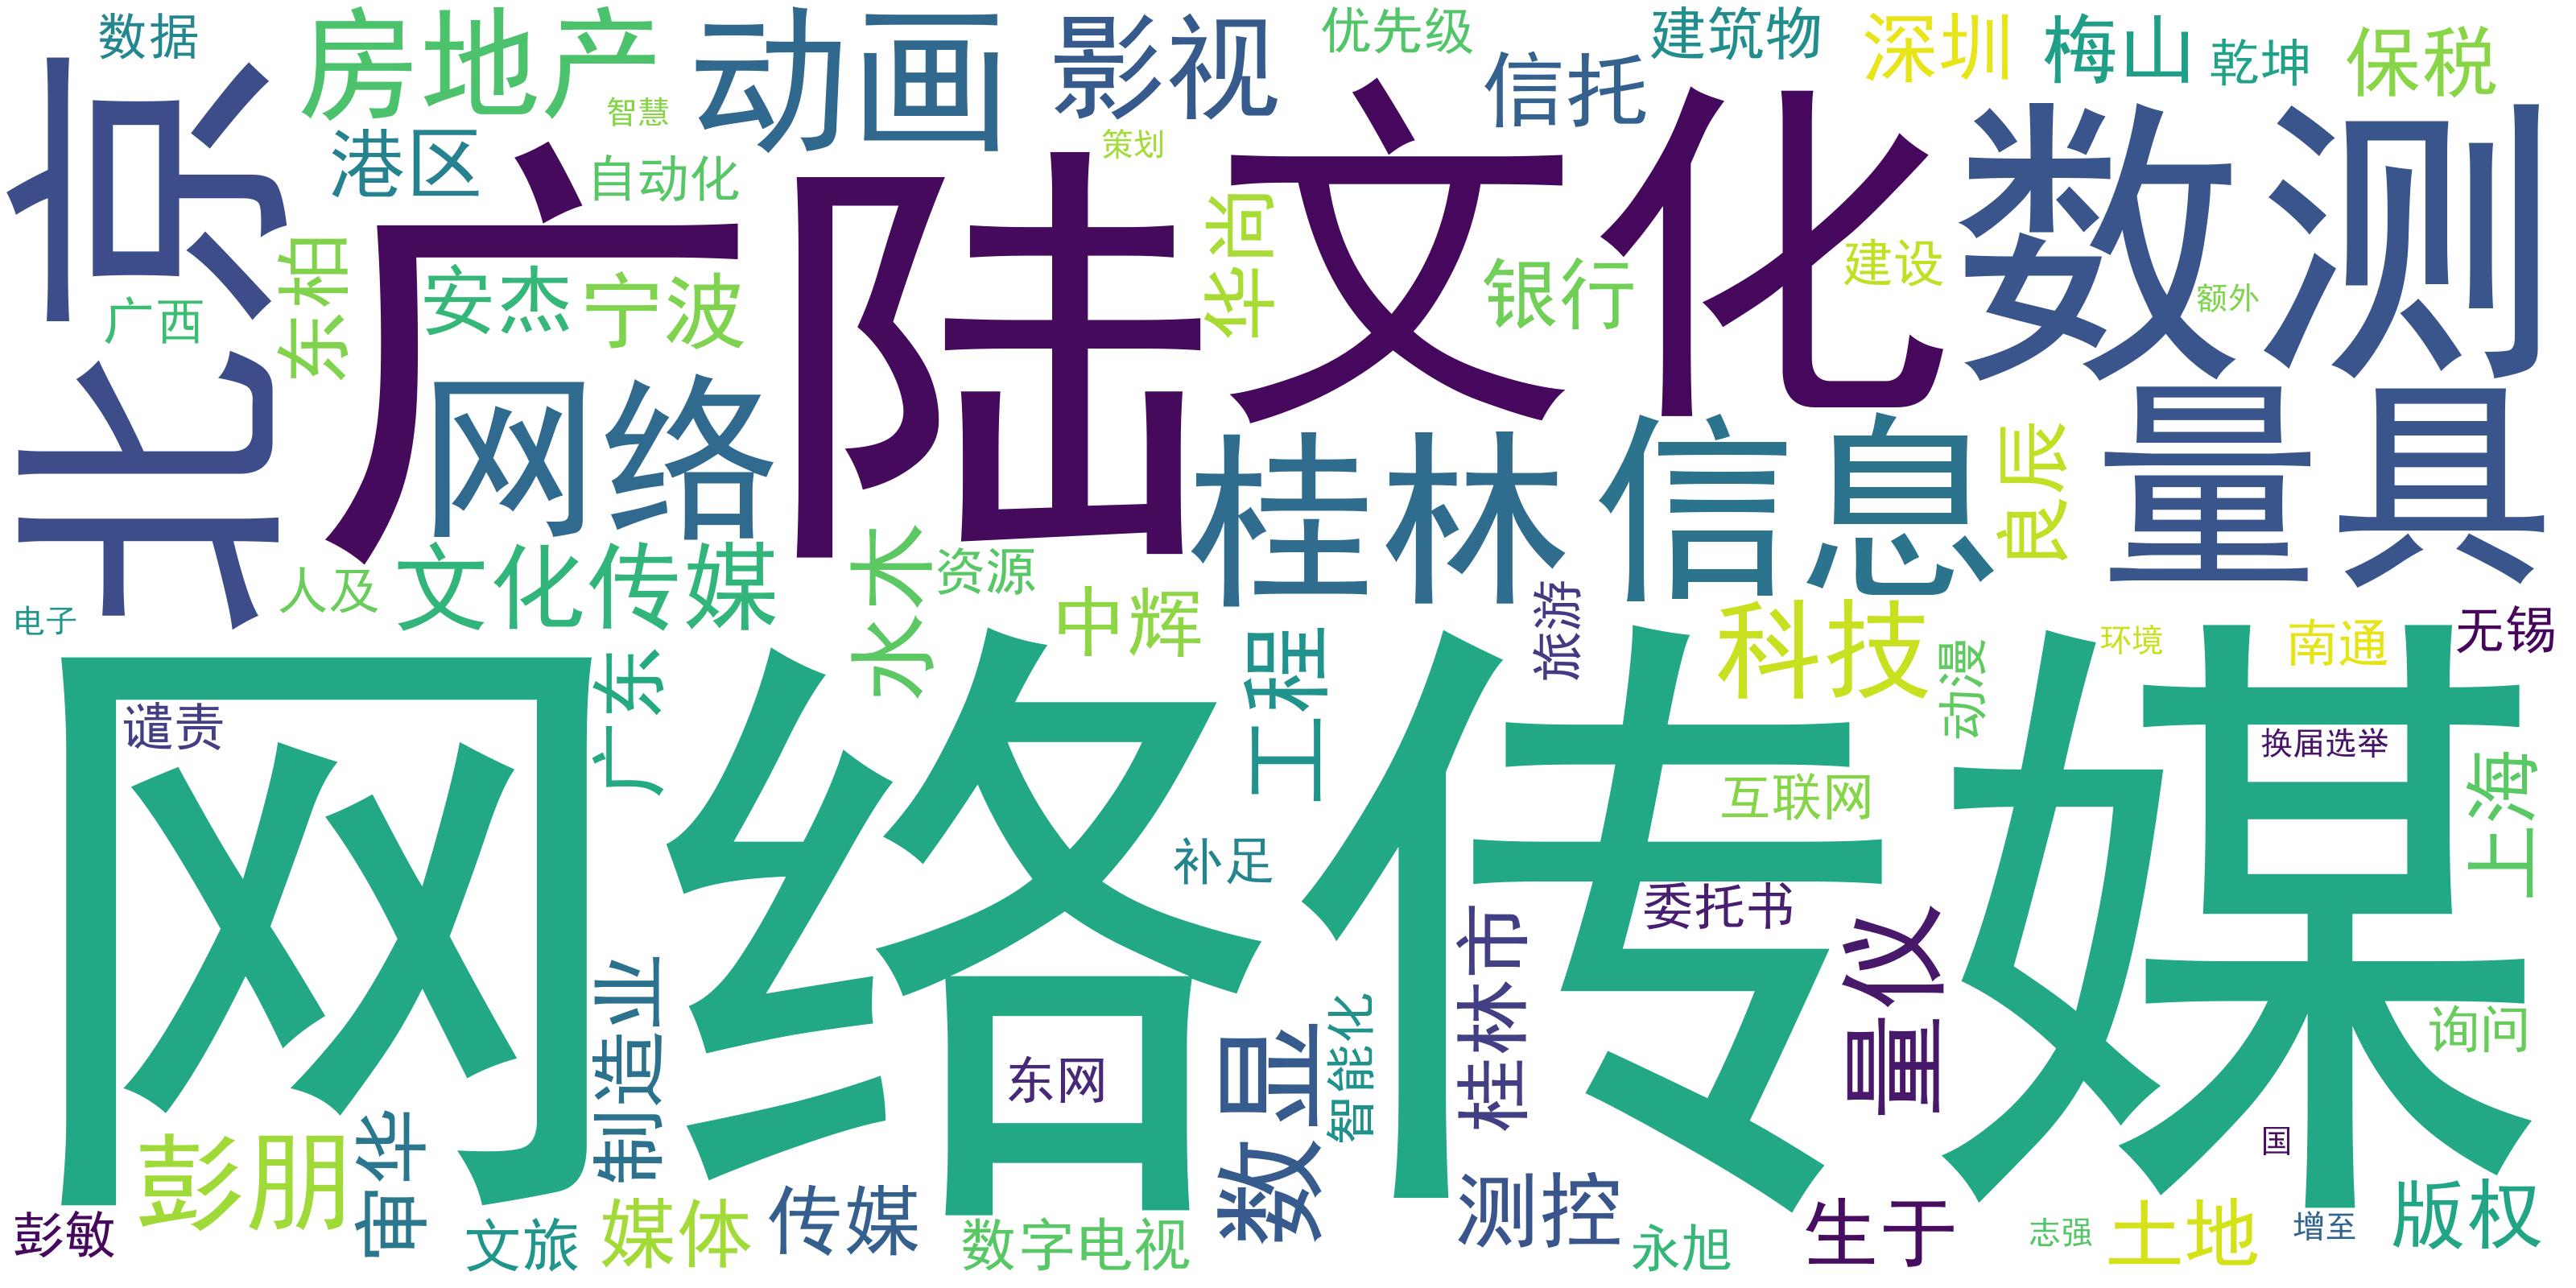 数据
房地产
动画
影视
优先级
信托
建筑物
深圳
梅山
乾坤
保税
智慧
策划
北京
港区
自动化
广陆
文化
数测
东柏
华尚
建设
银行
额外
广西
安杰
宁波
网络
桂林
信息
良辰
量具
人及
文化传媒
水木
资源
中辉
旅游
科技
电子
工程
动漫
环境
南通
无锡
网络传媒
谴责
广东
互联网
换届选举
上海
补足
委托书
制造业
东网
数显
智能化
桂林市
量仪
询问
国
彭朋
审华
彭敏
文旅
媒体
传媒
数字电视
测控
永旭
生于
志强
土地
增至
版权